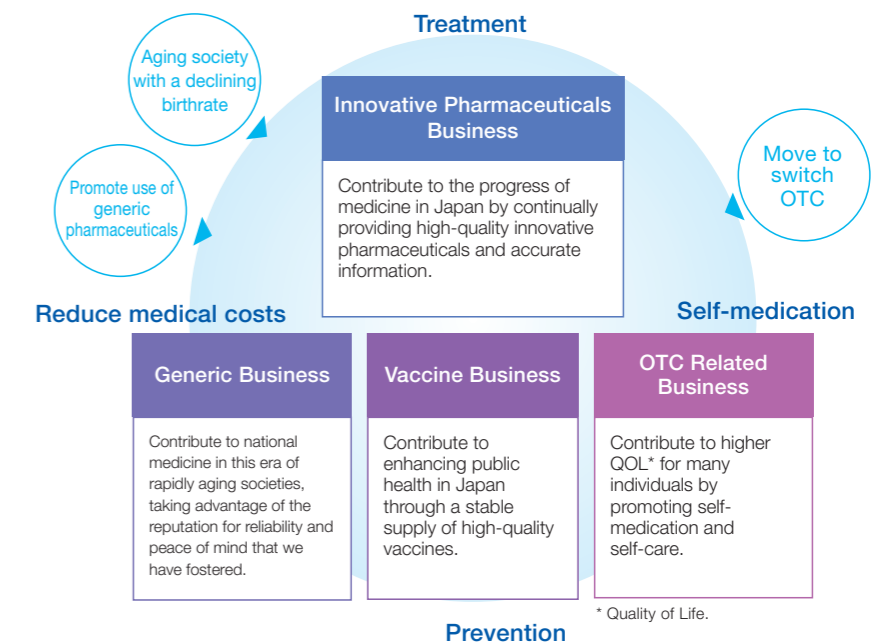 Treatment
Aging society
with a declining
birthrate
Promote use of
generic
pharmaceuticals
Innovative Pharmaceuticals
Business
Contribute to the progress of
medicine in Japan by continually
providing high-quality innovative
pharmaceuticals and accurate
information.
Move to
switch
OTC
Reduce medical costs
Self-medication
Generic Business
Contribute to national
medicine in this era of
rapidly aging societies,
taking advantage of the
reputation for reliability and
peace of mind that we
have fostered.
Vaccine Business
Contribute to
enhancing public
health in Japan
through a stable
supply of high-quality
vaccines.
OTC Related
Business
Contribute to higher
QOL* for many
individuals by
promoting self-
medication and
self-care.
* Quality of Life.
Prevention